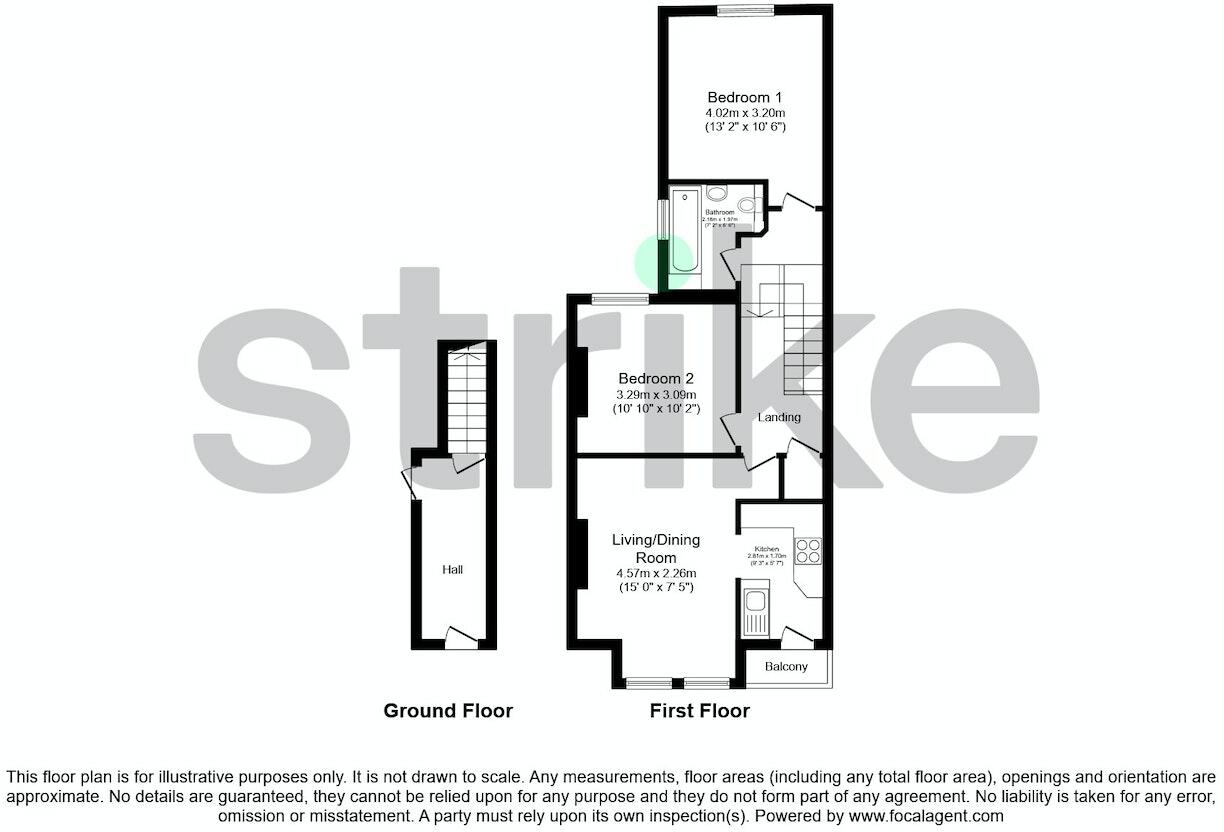 Bedroom 1
4.02m x 3.20m
(13' 2" x 10' 6")
Bathroom
2.18m x 1.97m
(7' 2" x 6' 6")
strike
Bedroom 2
3.29m x 3.09m
(10' 10" x 10' 2")
Landing
Living/Dining
Room
4.57m x 2.26m
(15' 0" x 7' 5")
Kitchen
2.81m x 1.70m
(9' 3" x 5' 7")
Hall
Balcony
Ground Floor
First Floor
This floor plan is for illustrative purposes only. It is not drawn to scale. Any measurements, floor areas (including any total floor area), openings and orientation are
approximate. No details are guaranteed, they cannot be relied upon for any purpose and they do not form part of any agreement. No liability is taken for any error,
omission or misstatement. A party must rely upon its own inspection(s). Powered by www.focalagent.com